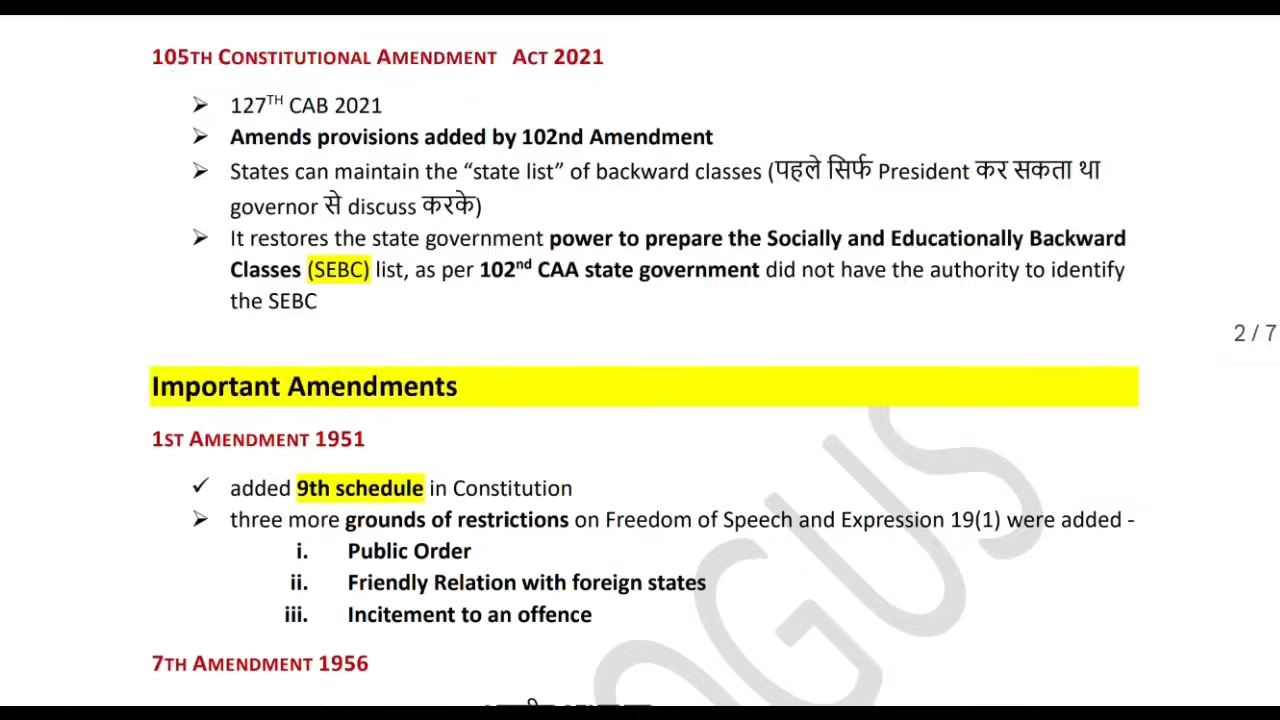 105TH CONSTITUTIONAL AMENDMENT ACT 2021
➢ 127TH CAB 2021
➢ Amends provisions added by 102nd Amendment
➢ States can maintain the “state list” of backward classes (पहले सिर्फ President कर सकता था
governor से discuss करके)
➢ It restores the state government power to prepare the Socially and Educationally Backward
Classes (SEBC) list, as per 102nd CAA state government did not have the authority to identify
the SEBC
2 / 7
Important Amendments
1ST AMENDMENT 1951
✓ added 9th schedule in Constitution
➢ three more grounds of restrictions on Freedom of Speech and Expression 19(1) were added -
i. Public Order
ii. Friendly Relation with foreign states
iii. Incitement to an offence
7TH AMENDMENT 1956
OGUS